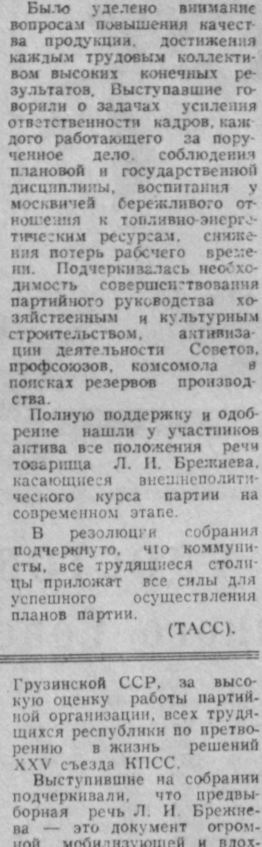 Было уделено внимание
вопросам повышения качест-
ва продукции, достижения
каждым трудовым коллекти-
вом высоких конечных ре-
зультатов. Выступавшие го-
ворили о задачах усиления
ответственности кадров, каж-
дого работающего за пору-
ченное дело, соблюдения
плановой и государственной
дисциплины, воспитания у
москвичей бережливого от-
ношения к топливно-энерге-
тическим ресурсам, сниже-
ния потерь рабочего време-
ни. Подчеркивалась необхо-
димость совершенствования
партийного руководства хо-
зяйственным и культурным
строительством, активиза-
ции деятельности Советов,
профсоюзов, комсомола в
поисках резервов производ-
ства.
Полную поддержку и одоб-
рение нашли у участников
актива все положения речи
товарища Л. И. Брежнева,
касающиеся внешнеполити-
ческого курса партии на
современном этапе.
В резолюции собрания
подчеркнуто, что коммуни-
сты, все трудящиеся столи-
цы приложат все силы для
успешного осуществления
планов партии.
(ТАСС).
Грузинской ССР, за высо-
кую оценку работы партий-
ной организации, всех трудя-
щихся республики по претво-
рению в жизнь решений
XXV съезда КПСС.
Выступившие на собрании
подчеркивали, что предвы-
борная речь Л. И. Брежне-
ва — это документ огром-
ной мобилизующей и вдох-